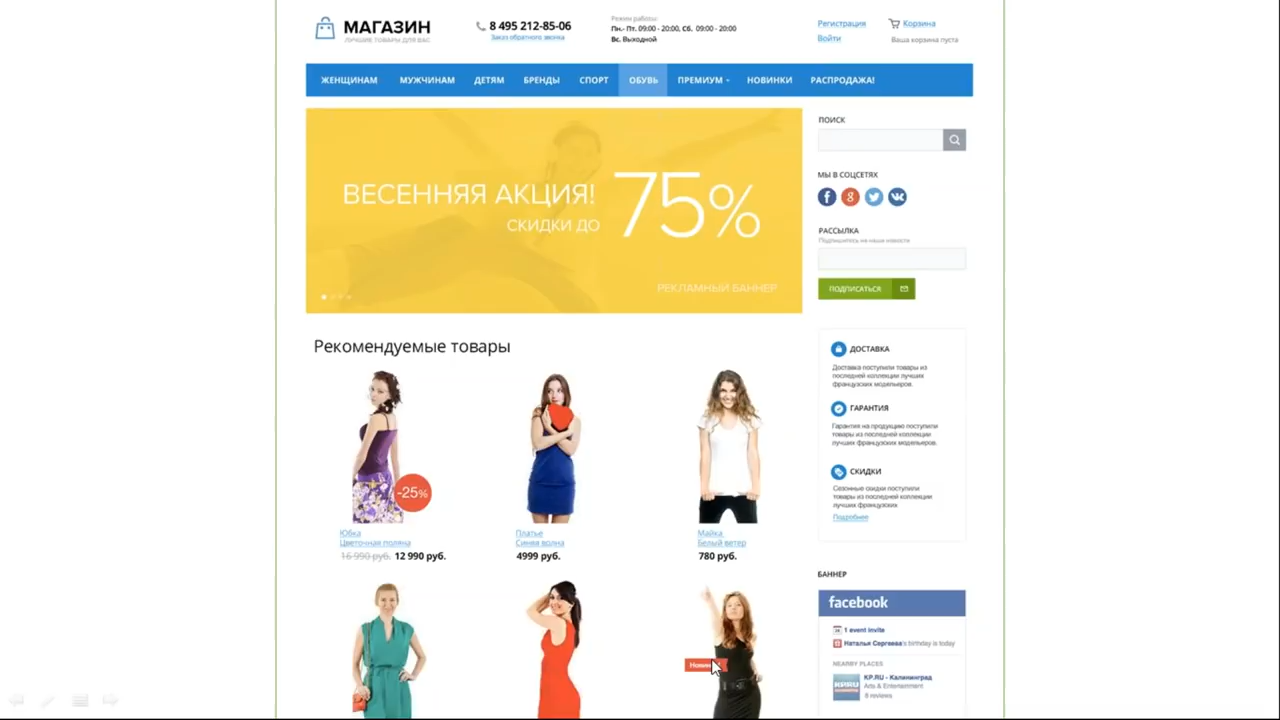 МАГАЗИН
ЛУЧШИЕ ТОВАРЫ ДЛЯ ВАС
8 495 212-85-06
Заказ обратного звонка
Режим работы:
Пн.- Пт. 09:00 - 20:00, Сб. 09:00 - 20:00
Вс. Выходной
Регистрация
Войти
Корзина
Ваша корзина пуста
ЖЕНЩИНАМ МУЖЧИНАМ ДЕТЯМ БРЕНДЫ СПОРТ ОБУВЬ ПРЕМИУМ НОВИНКИ РАСПРОДАЖА!
ВЕСЕННЯЯ АКЦИЯ!
СКИДКИ ДО
75%
РЕКЛАМНЫЙ БАННЕР
ПОИСК
МЫ В СОЦСЕТЯХ
РАССЫЛКА
Подпишитесь на наши новости
ПОДПИСАТЬСЯ
Рекомендуемые товары
-25%
Юбка
Цветочная поляна
16 990 руб. 12 990 руб.
Платье
Синяя волна
4999 руб.
Майка
Белый ветер
780 руб.
ДОСТАВКА
Доставка поступили товары из
последней коллекции лучших
французских модельеров.
ГАРАНТИЯ
Гарантия на продукцию поступили
товары из последней коллекции
лучших французских модельеров.
СКИДКИ
Сезонные скидки поступили
товары из последней коллекции
лучших французских
Подробнее
БАННЕР
facebook
1 event invite
Наталья Сергеева's birthday is today
NEARBY PLACES
KP.RU - Калининград
Arts & Entertainment
8 reviews
KP.RU